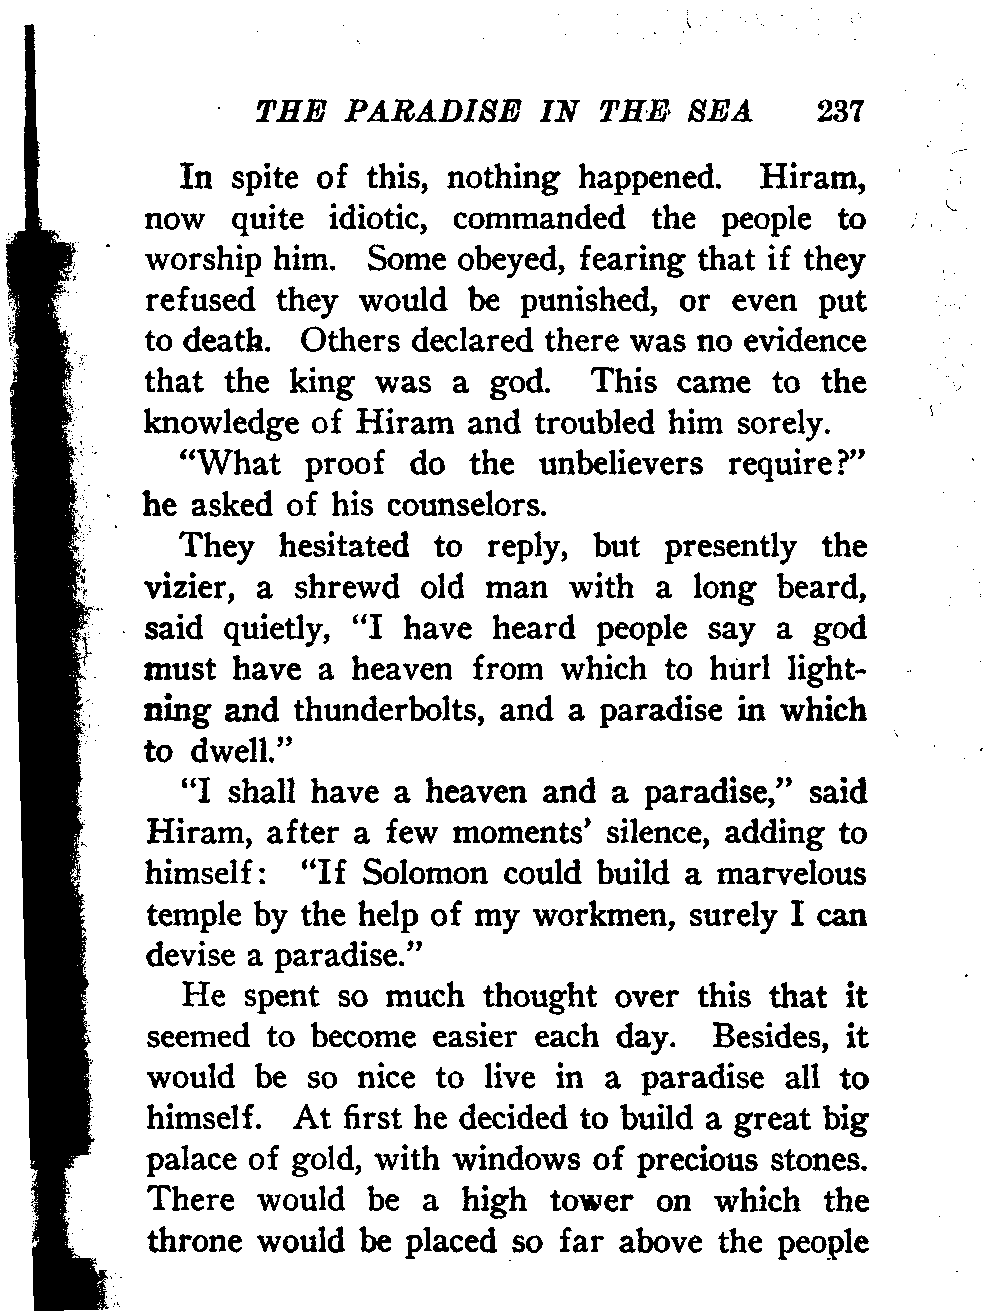 THE PARADISE IN THE SEA 237
In spite of this, nothing happened. Hiram,
now quite idiotic, commanded the people to
worship him. Some obeyed, fearing that if they
refused they would be punished, or even put
to death. Others declared there was no evidence
that the king was a god. This came to the
knowledge of Hiram and troubled him sorely.
“What proof do the unbelievers require?”
he asked of his counselors.
They hesitated to reply, but presently the
vizier, a shrewd old man with a long beard,
said quietly, “I have heard people say a god
must have a heaven from which to hurl light-
ning and thunderbolts, and a paradise in which
to dwell.”
“I shall have a heaven and a paradise,” said
Hiram, after a few moments’ silence, adding to
himself: “If Solomon could build a marvelous
temple by the help of my workmen, surely I can
devise a paradise.”
He spent so much thought over this that it
seemed to become easier each day. Besides, it
would be so nice to live in a paradise all to
himself. At first he decided to build a great big
palace of gold, with windows of precious stones.
There would be a high tower on which the
throne would be placed so far above the people